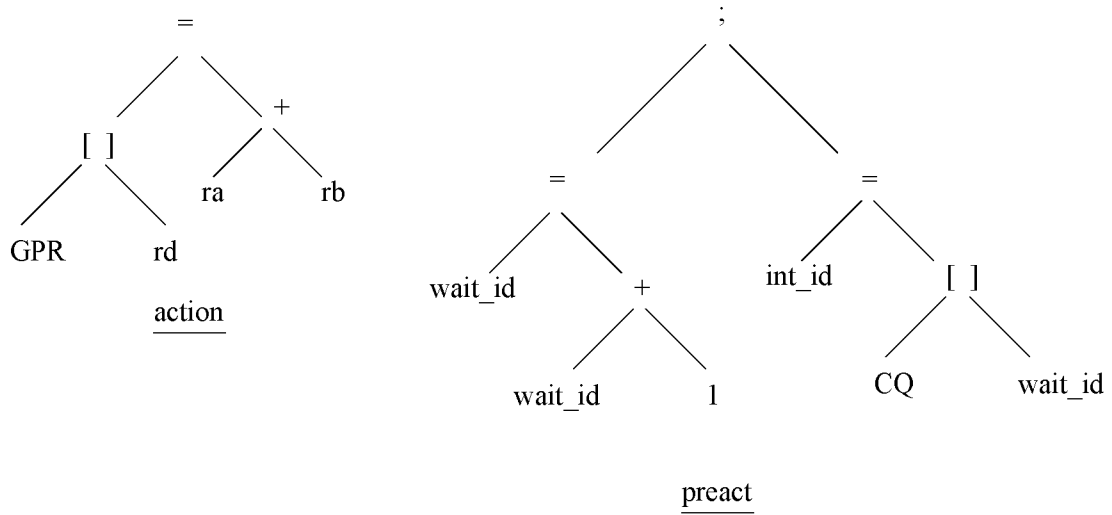 =
[ ]
+
GPR
rd
ra
rb
action
;
=
=
wait_id
+
wait_id
1
int_id
[ ]
CQ
wait_id
preact